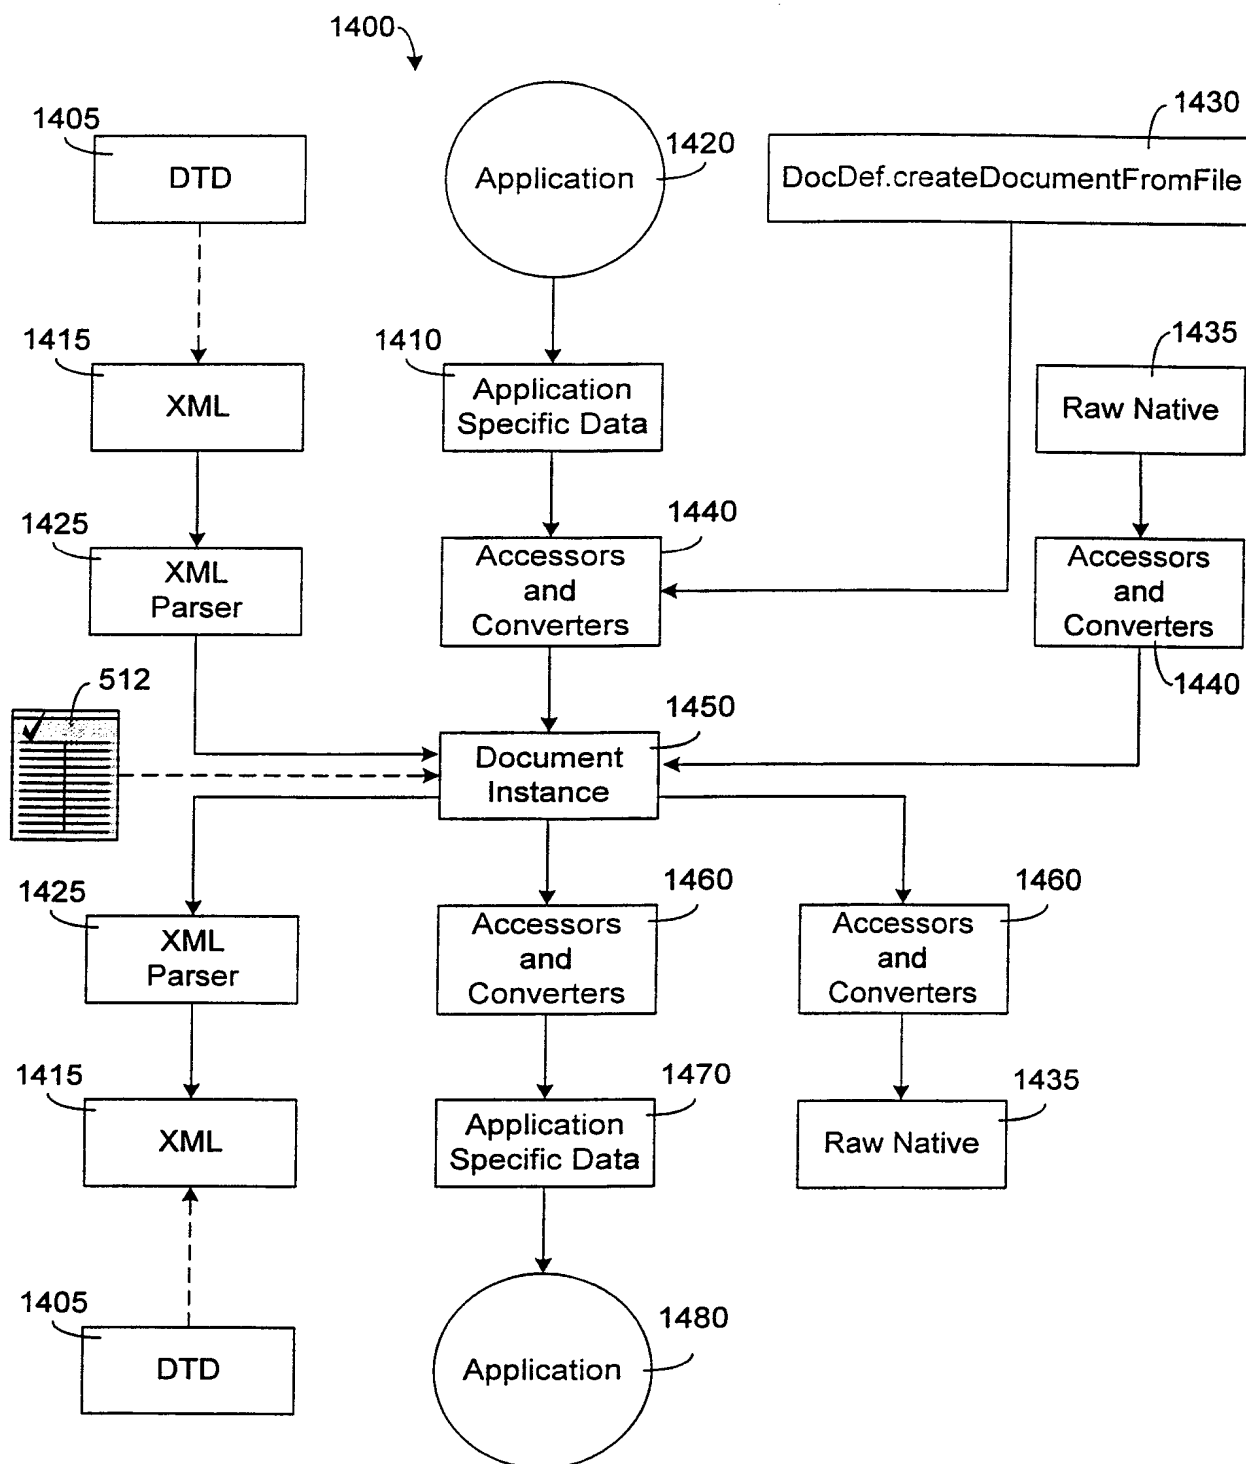 1400
1405
DTD
1420
Application
1430
DocDef.createDocumentFromFile
1415
XML
1410
Application
Specific Data
1435
Raw Native
1425
XML
Parser
1440
Accessors
and
Converters
Accessors
and
Converters
1440
512
1450
Document
Instance
1425
XML
Parser
1460
Accessors
and
Converters
1460
Accessors
and
Converters
1415
XML
1470
Application
Specific Data
1435
Raw Native
1405
DTD
1480
Application